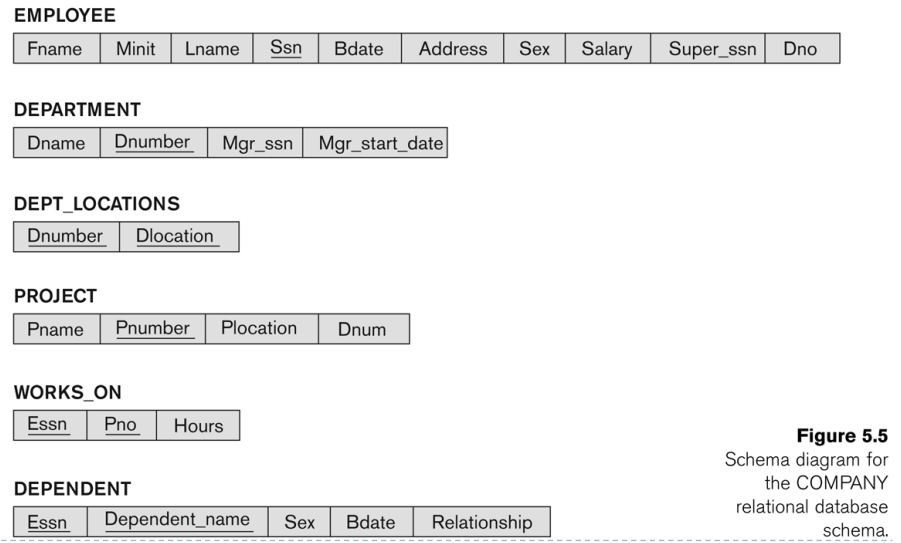 EMPLOYEE
Fname Minit Lname Ssn Bdate Address Sex Salary Super_ssn Dno
DEPARTMENT
Dname Dnumber Mgr_ssn Mgr_start_date
DEPT_LOCATIONS
Dnumber Dlocation
PROJECT
Pname Pnumber Plocation Dnum
WORKS_ON
Essn Pno Hours
DEPENDENT
Essn Dependent_name Sex Bdate Relationship
Figure 5.5
Schema diagram for
the COMPANY
relational database
schema.